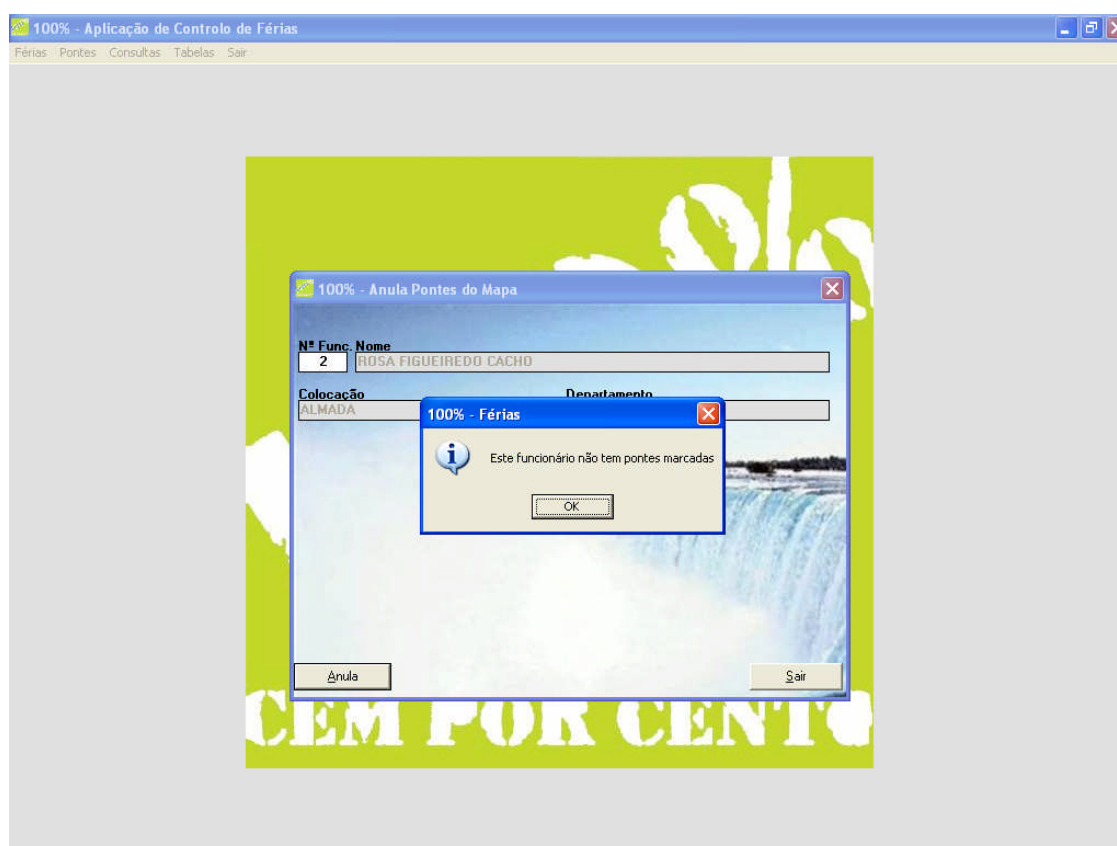 100% - Aplicação de Controlo de Férias
Férias Pontes Consultas Tabelas Sair
100% - Anula Pontes do Mapa
Nº Func. Nome
2 ROSA FIGUEIREDO CACHO
Colocação Departamento
ALMADA
100% - Férias
Este funcionário não tem pontes marcadas
OK
Anula Sair
CEM POR CENTO